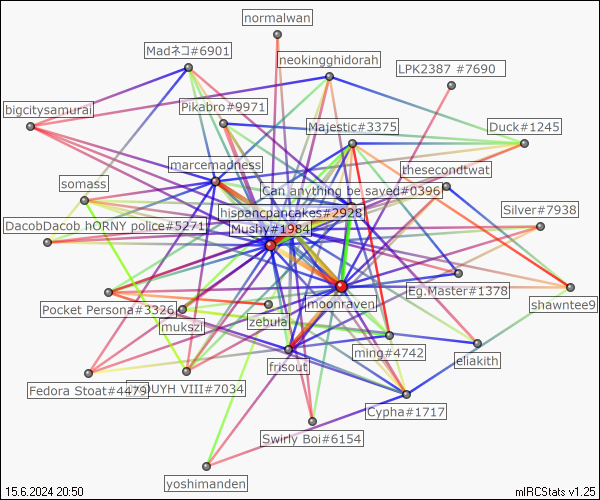 normalwan
Madネコ#6901
neokingghidorah
LPK2387 #7690
Pikabro#9971
bigcitysamurai
Majestic#3375
Duck#1245
marcemadness
thesecondtwat
somass
Can anything be saved#0396
hispancpancakes#2928
Silver#7938
DacobDacob hORNY police#5271
Mushy#1984
Eg.Master#1378
moonraven
shawntee9
Pocket Persona#3326
zebula
mukszi
ming#4742
eliakith
frisout
Fedora Stoat#4479
OUYH VIII#7034
Cypha#1717
Swirly Boi#6154
yoshimanden
15.6.2024 20:50
mIRCStats v1.25